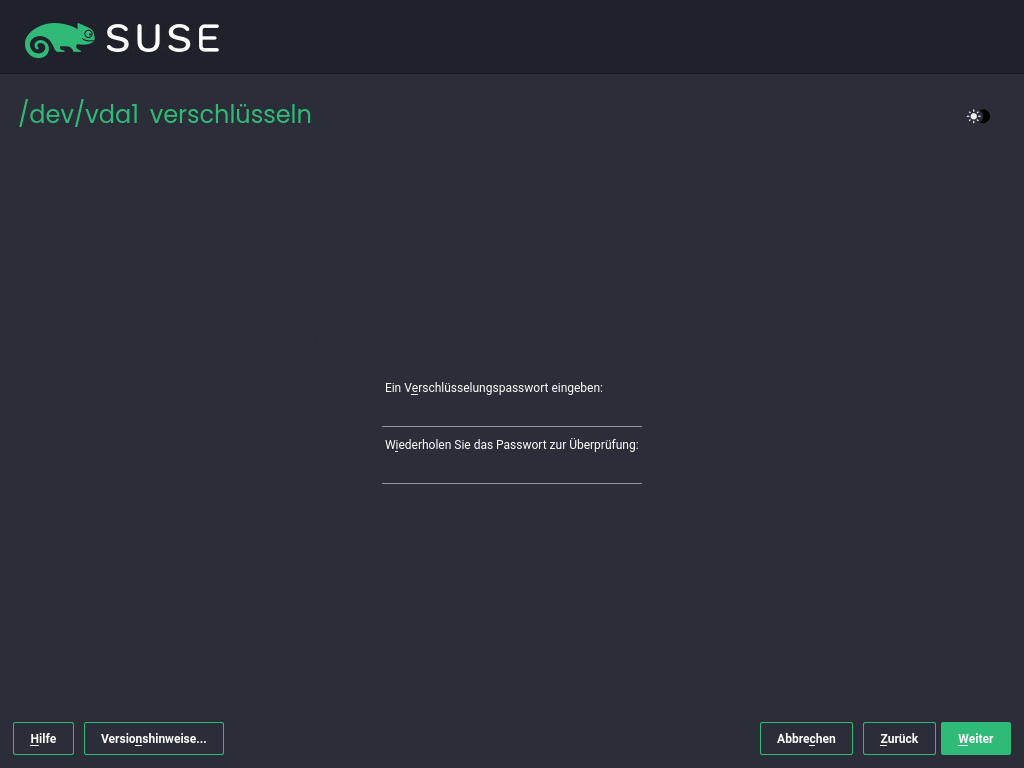 SUSE
/dev/vda1 verschlüsseln
Ein Verschlüsselungspasswort eingeben:
Wiederholen Sie das Passwort zur Überprüfung:
Hilfe Versionshinweise... Abbrechen Zurück Weiter